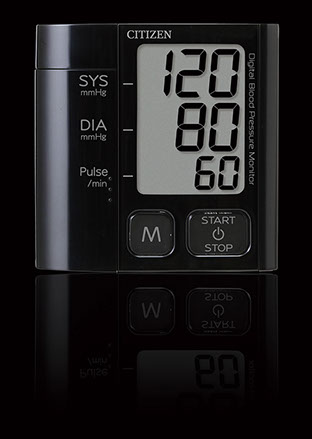 CITIZEN
SYS
mmHg
120
DIA
mmHg
80
Pulse
/min
60
Digital Blood Pressure Monitor
M
START
STOP